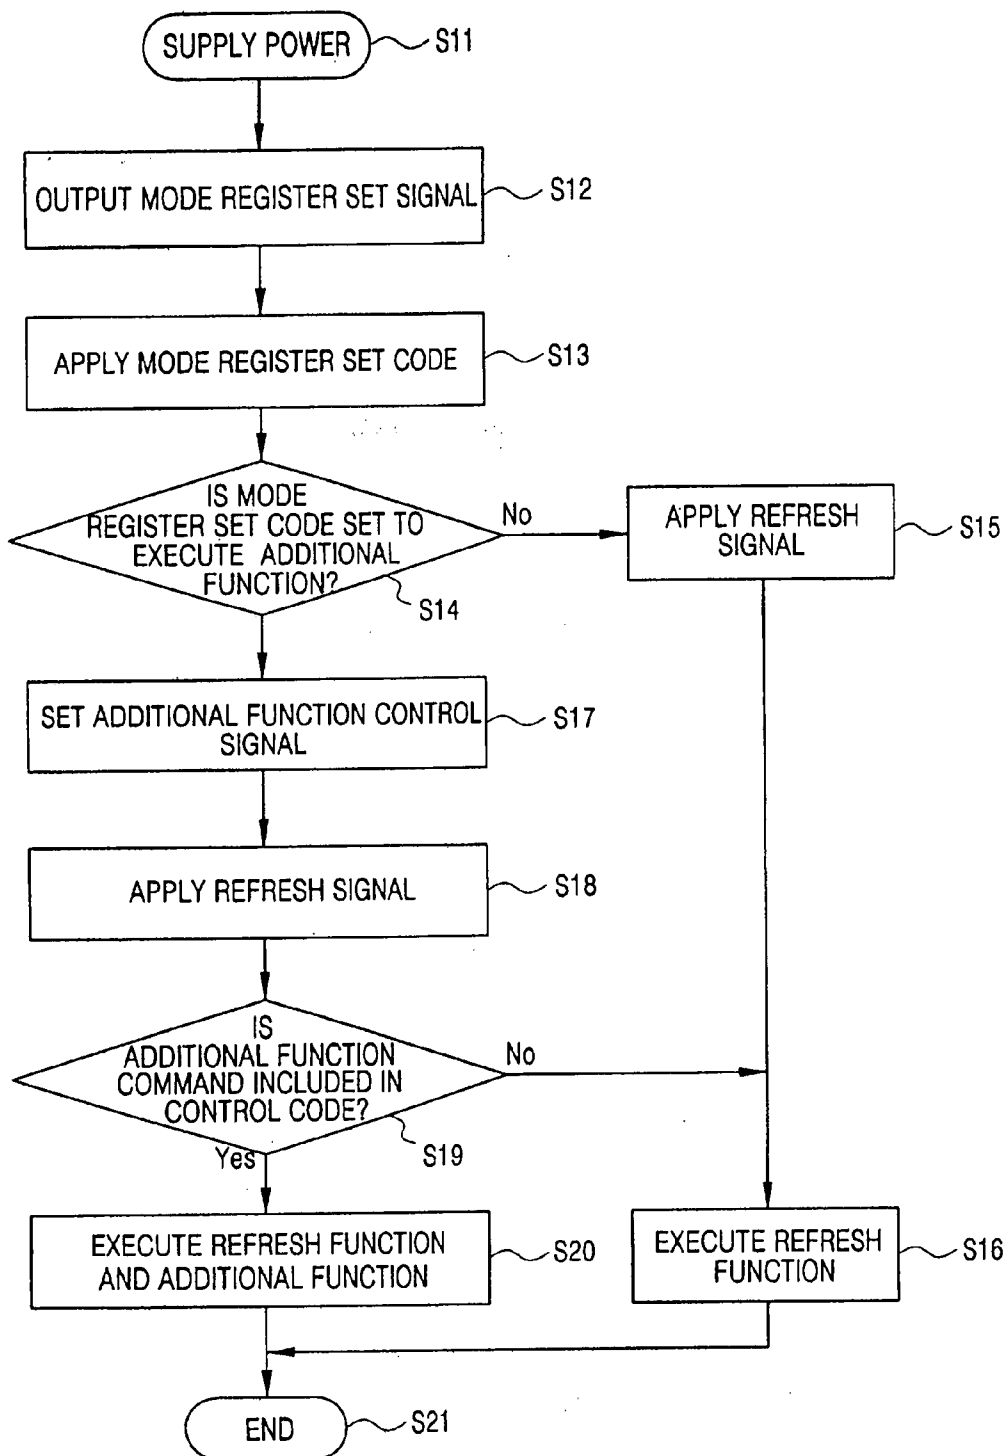 SUPPLY POWER
S11
OUTPUT MODE REGISTER SET SIGNAL
S12
APPLY MODE REGISTER SET CODE
S13
IS MODE
REGISTER SET CODE SET TO
EXECUTE ADDITIONAL
FUNCTION?
S14
No
APPLY REFRESH
SIGNAL
S15
SET ADDITIONAL FUNCTION CONTROL
SIGNAL
S17
APPLY REFRESH SIGNAL
S18
IS
ADDITIONAL FUNCTION
COMMAND INCLUDED IN
CONTROL CODE?
S19
No
Yes
EXECUTE REFRESH FUNCTION
AND ADDITIONAL FUNCTION
S20
EXECUTE REFRESH
FUNCTION
S16
END
S21